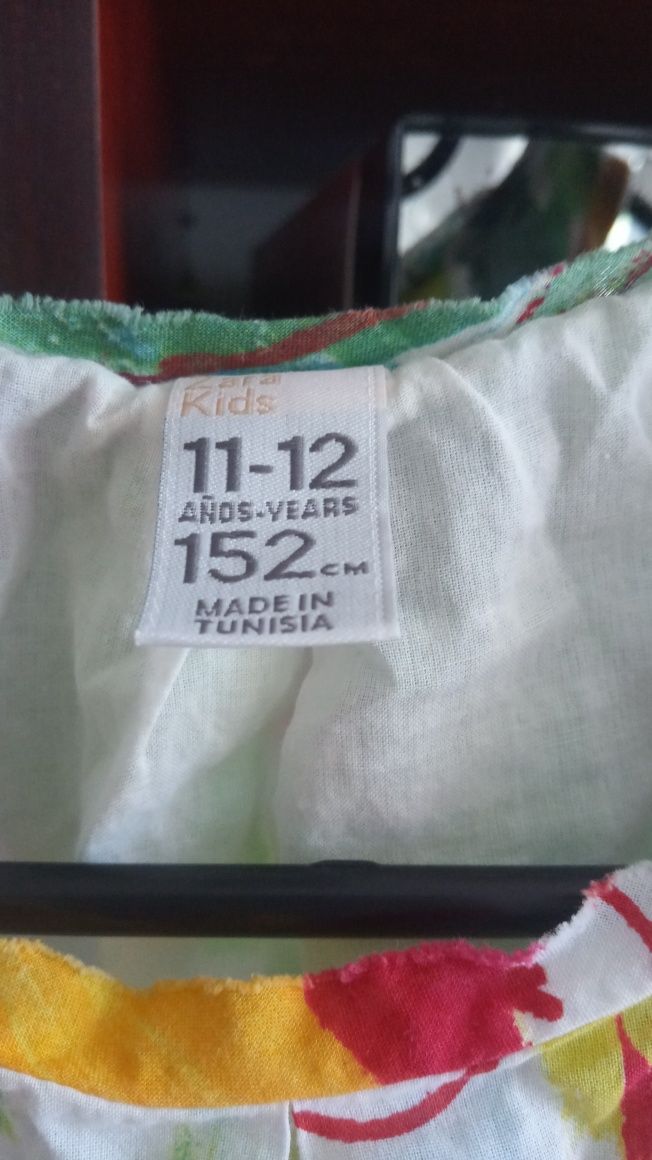 Zara
Kids
11-12
AÑOS-YEARS
152CM
MADE IN
TUNISIA